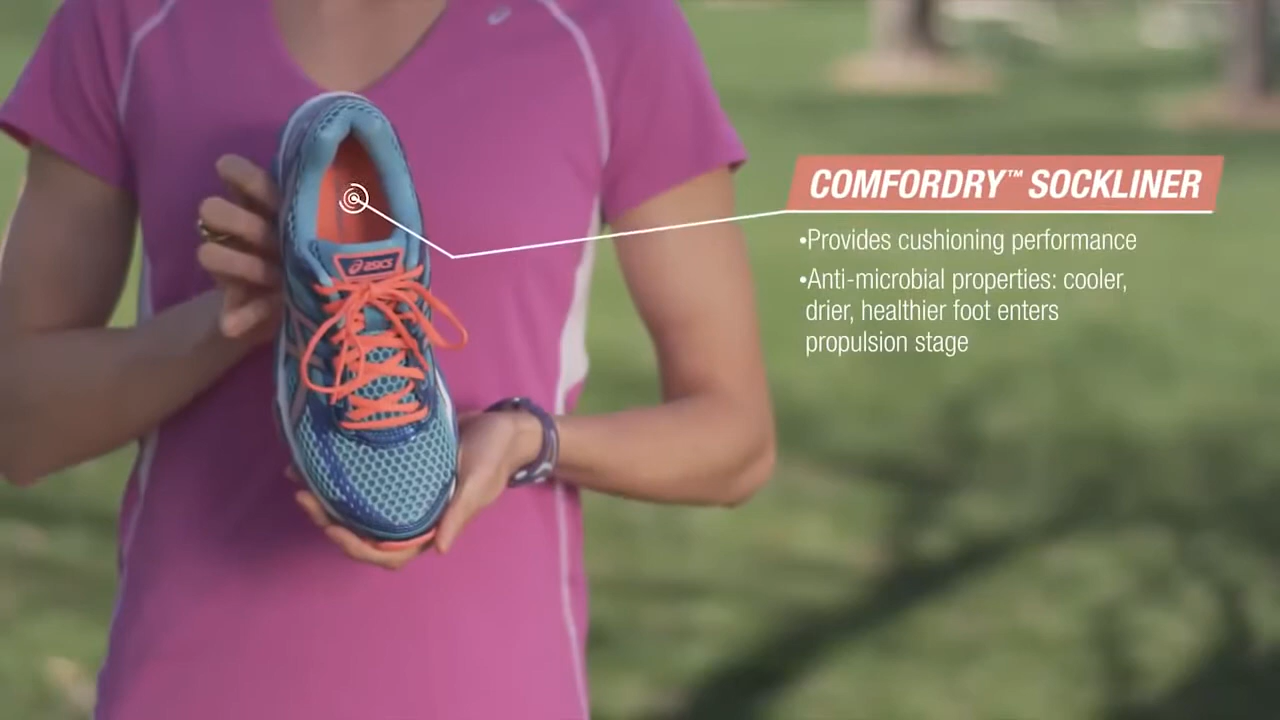 COMFORDRY™ SOCKLINER
•Provides cushioning performance
•Anti-microbial properties: cooler,
drier, healthier foot enters
propulsion stage
asics